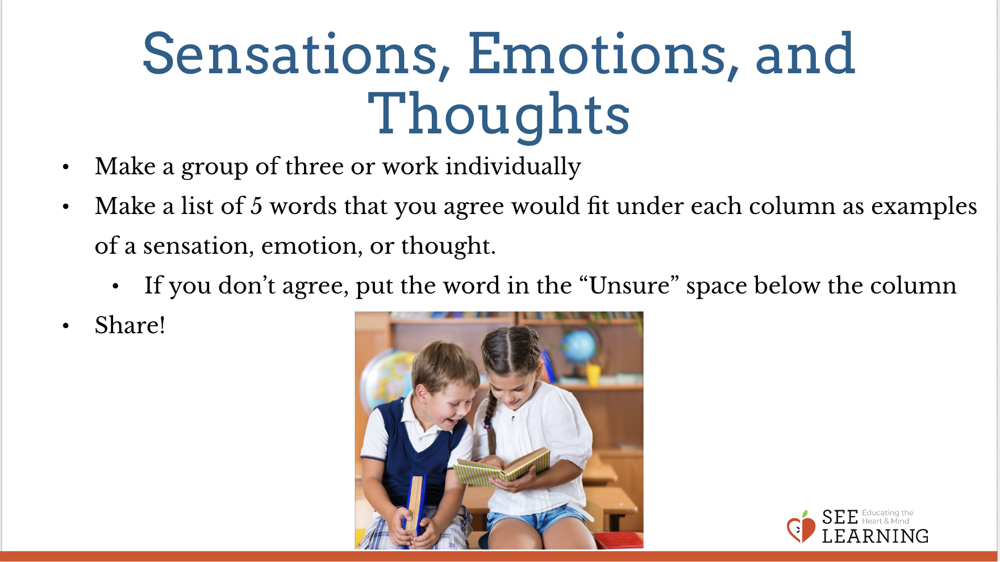 Sensations, Emotions, and
Thoughts
• Make a group of three or work individually
• Make a list of 5 words that you agree would fit under each column as examples
of a sensation, emotion, or thought.
• If you don’t agree, put the word in the “Unsure” space below the column
• Share!
SEE Educating the
Heart & Mind
LEARNING